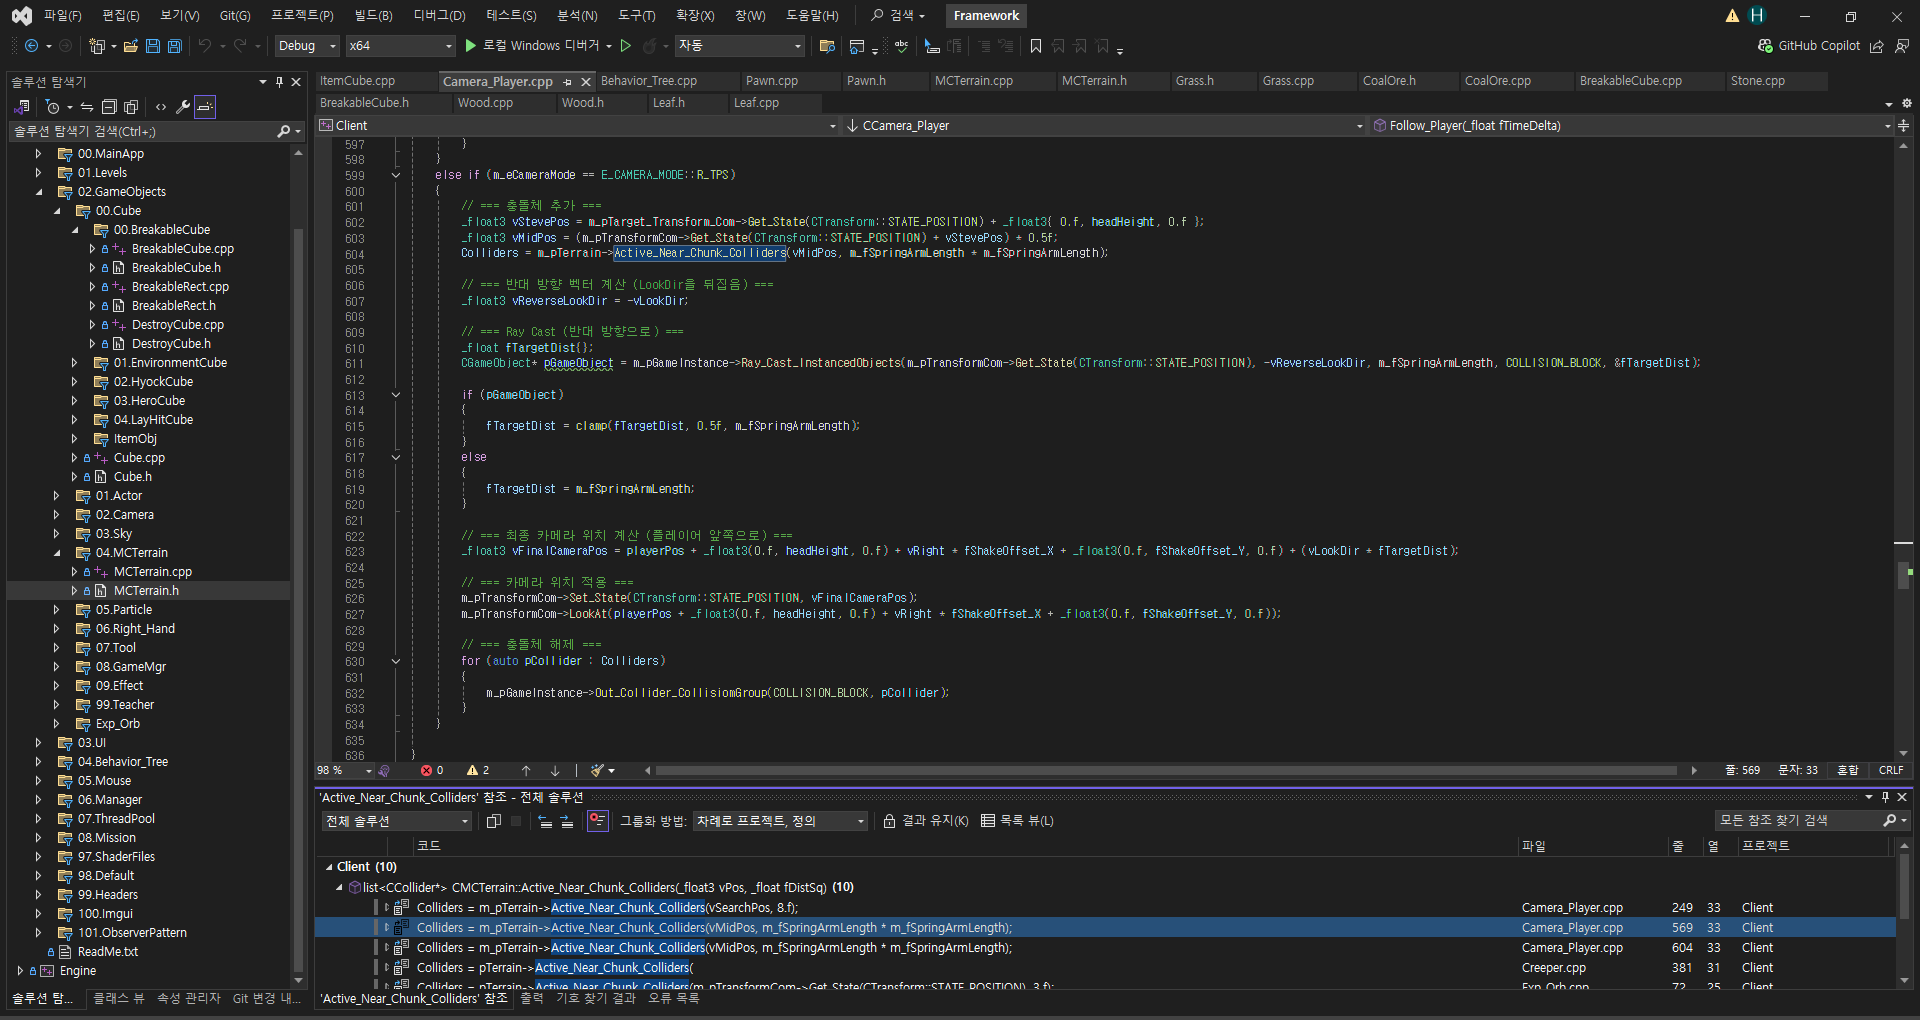 파일(F) 편집(E) 보기(V) Git(G) 프로젝트(P) 빌드(B) 디버그(D) 테스트(S) 분석(N) 도구(T) 확장(X) 창(W) 도움말(H) 검색 Framework H
Debug x64 로컬 Windows 디버거 자동 GitHub Copilot
솔루션 탐색기
솔루션 탐색기 검색(Ctrl+;)
00.MainApp
01.Levels
02.GameObjects
00.Cube
00.BreakableCube
BreakableCube.cpp
BreakableCube.h
BreakableRect.cpp
BreakableRect.h
DestroyCube.cpp
DestroyCube.h
01.EnvironmentCube
02.HyockCube
03.HeroCube
04.LayHitCube
ItemObj
Cube.cpp
Cube.h
01.Actor
02.Camera
03.Sky
04.MCTerrain
MCTerrain.cpp
MCTerrain.h
05.Particle
06.Right_Hand
07.Tool
08.GameMgr
09.Effect
99.Teacher
Exp_Orb
03.UI
04.Behavior_Tree
05.Mouse
06.Manager
07.ThreadPool
08.Mission
97.ShaderFiles
98.Default
99.Headers
100.Imgui
101.ObserverPattern
ReadMe.txt
Engine
솔루션 탐... 클래스 뷰 속성 관리자 Git 변경 내...
ItemCube.cpp Camera_Player.cpp Behavior_Tree.cpp Pawn.cpp Pawn.h MCTerrain.cpp MCTerrain.h Grass.h Grass.cpp CoalOre.h CoalOre.cpp BreakableCube.cpp Stone.cpp
BreakableCube.h Wood.cpp Wood.h Leaf.h Leaf.cpp
Client CCamera_Player Follow_Player(_float fTimeDelta)
597 }
598 }
599 else if (m_eCameraMode == E_CAMERA_MODE::R_TPS)
600 {
601 // === 충돌체 추가 ===
602 _float3 vStevePos = m_pTarget_Transform_Com->Get_State(CTransform::STATE_POSITION) + _float3{ 0.f, headHeight, 0.f };
603 _float3 vMidPos = (m_pTransformCom->Get_State(CTransform::STATE_POSITION) + vStevePos) * 0.5f;
604 Colliders = m_pTerrain->Active_Near_Chunk_Colliders(vMidPos, m_fSpringArmLength * m_fSpringArmLength);
605
606 // === 반대 방향 벡터 계산 (LookDir을 뒤집음) ===
607 _float3 vReverseLookDir = -vLookDir;
608
609 // === Ray Cast (반대 방향으로) ===
610 _float fTargetDist{};
611 CGameObject* pGameObject = m_pGameInstance->Ray_Cast_InstancedObjects(m_pTransformCom->Get_State(CTransform::STATE_POSITION), -vReverseLookDir, m_fSpringArmLength, COLLISION_BLOCK, &fTargetDist);
612
613 if (pGameObject)
614 {
615 fTargetDist = clamp(fTargetDist, 0.5f, m_fSpringArmLength);
616 }
617 else
618 {
619 fTargetDist = m_fSpringArmLength;
620 }
621
622 // === 최종 카메라 위치 계산 (플레이어 앞쪽으로) ===
623 _float3 vFinalCameraPos = playerPos + _float3(0.f, headHeight, 0.f) + vRight * fShakeOffset_X + _float3(0.f, fShakeOffset_Y, 0.f) + (vLookDir * fTargetDist);
624
625 // === 카메라 위치 적용 ===
626 m_pTransformCom->Set_State(CTransform::STATE_POSITION, vFinalCameraPos);
627 m_pTransformCom->LookAt(playerPos + _float3(0.f, headHeight, 0.f) + vRight * fShakeOffset_X + _float3(0.f, fShakeOffset_Y, 0.f));
628
629 // === 충돌체 해제 ===
630 for (auto pCollider : Colliders)
631 {
632 m_pGameInstance->Out_Collider_CollisiomGroup(COLLISION_BLOCK, pCollider);
633 }
634 }
635
636 }
98 % 0 2 줄: 569 문자: 33 혼합 CRLF
'Active_Near_Chunk_Colliders' 참조 - 전체 솔루션
전체 솔루션 그룹화 방법: 차례로 프로젝트, 정의 결과 유지(K) 목록 뷰(L) 모든 참조 찾기 검색
코드 파일 줄 열 프로젝트
Client (10)
list<CCollider*> CMCTerrain::Active_Near_Chunk_Colliders(_float3 vPos, _float fDistSq) (10)
Colliders = m_pTerrain->Active_Near_Chunk_Colliders(vSearchPos, 8.f); Camera_Player.cpp 249 33 Client
Colliders = m_pTerrain->Active_Near_Chunk_Colliders(vMidPos, m_fSpringArmLength * m_fSpringArmLength); Camera_Player.cpp 569 33 Client
Colliders = m_pTerrain->Active_Near_Chunk_Colliders(vMidPos, m_fSpringArmLength * m_fSpringArmLength); Camera_Player.cpp 604 33 Client
Colliders = pTerrain->Active_Near_Chunk_Colliders( Creeper.cpp 381 31 Client
Colliders = pTerrain->Active_Near_Chunk_Colliders(m_pTransformCom->Get_State(CTransform::STATE_POSITION), 3.f); Exp_Orb.cpp 72 25 Client
'Active_Near_Chunk_Colliders' 참조 출력 기호 찾기 결과 오류 목록